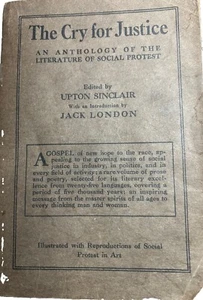 The Cry for Justice
AN ANTHOLOGY OF THE
LITERATURE OF SOCIAL PROTEST
Edited by
UPTON SINCLAIR
With an Introduction by
JACK LONDON
A GOSPEL of new hope to the race, ap-
pealing to the growing sense of social
justice in industry, in politics, and in
every field of activity; a rare volume of prose
and poetry, selected for its literary excel-
lence from twenty-five languages, covering a
period of five thousand years; an inspiring
message from the master spirits of all ages to
every thinking man and woman.
Illustrated with Reproductions of Social
Protest in Art